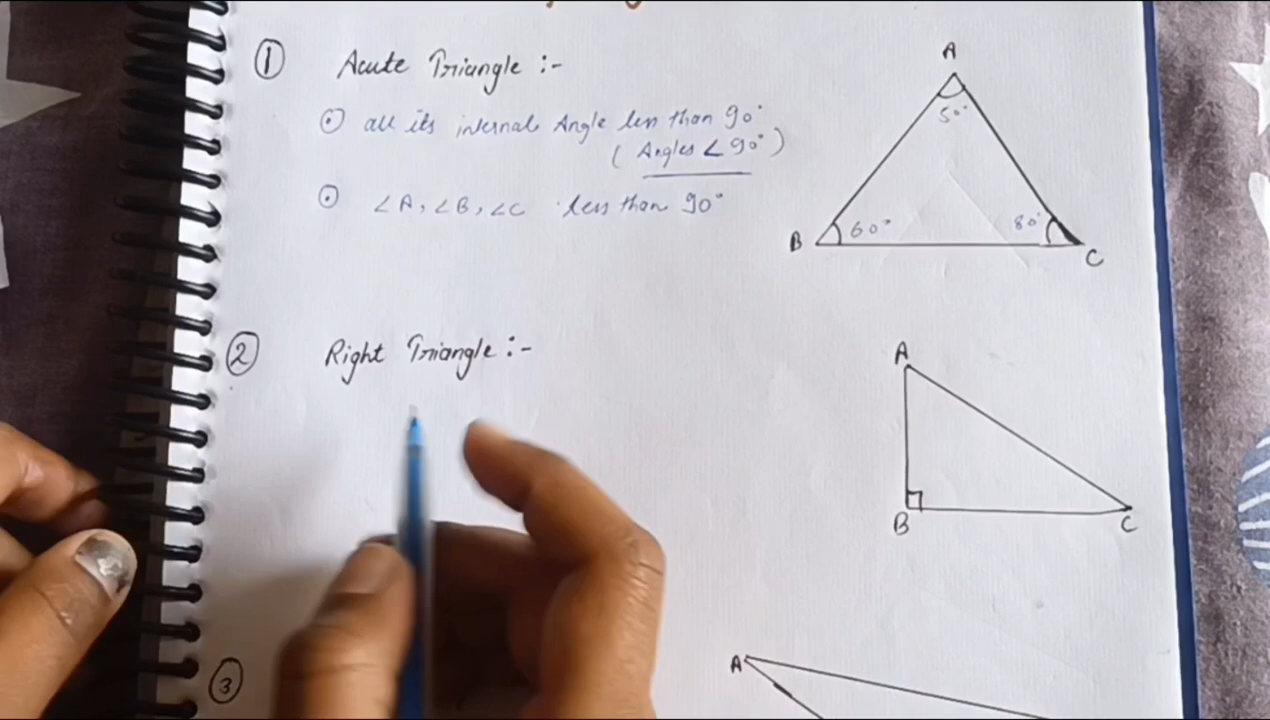 ① Acute Triangle :-
⊙ all its internal Angle less than 90°
( Angles ∠ 90° )
⊙ ∠A, ∠B, ∠C less than 90°
A
50°
B 60° 80° C
② Right Triangle :-
A
B C
③
A